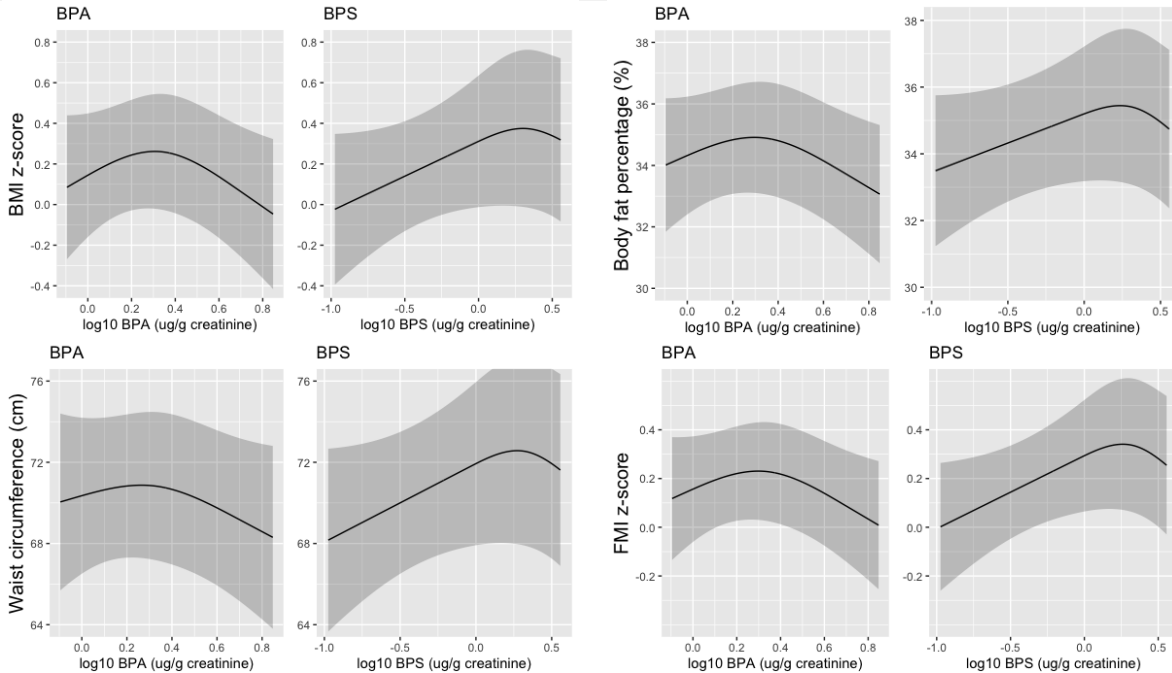 BPA
BPS
BMI z-score
0.8
0.6
0.4
0.2
0.0
-0.2
-0.4
0.0 0.2 0.4 0.6 0.8
log10 BPA (ug/g creatinine)
0.8
0.6
0.4
0.2
0.0
-0.2
-0.4
-1.0 -0.5 0.0 0.5
log10 BPS (ug/g creatinine)
BPA
BPS
Body fat percentage (%)
38
36
34
32
30
0.0 0.2 0.4 0.6 0.8
log10 BPA (ug/g creatinine)
38
36
34
32
30
-1.0 -0.5 0.0 0.5
log10 BPS (ug/g creatinine)
BPA
BPS
Waist circumference (cm)
76
72
68
64
0.0 0.2 0.4 0.6 0.8
log10 BPA (ug/g creatinine)
76
72
68
64
-1.0 -0.5 0.0 0.5
log10 BPS (ug/g creatinine)
BPA
BPS
FMI z-score
0.4
0.2
0.0
-0.2
0.0 0.2 0.4 0.6 0.8
log10 BPA (ug/g creatinine)
0.4
0.2
0.0
-0.2
-1.0 -0.5 0.0 0.5
log10 BPS (ug/g creatinine)